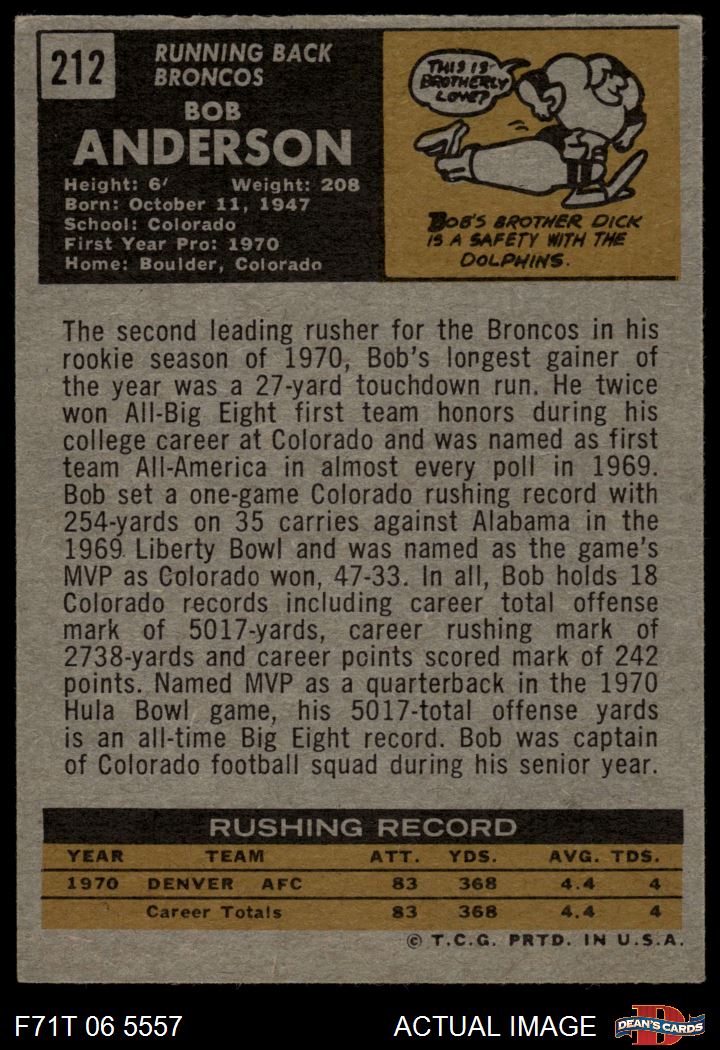 212
RUNNING BACK
BRONCOS
BOB
ANDERSON
Height: 6′ Weight: 208
Born: October 11, 1947
School: Colorado
First Year Pro: 1970
Home: Boulder, Colorado
THIS IS
BROTHERLY
LOVE?
BOB'S BROTHER DICK
IS A SAFETY WITH THE
DOLPHINS.
The second leading rusher for the Broncos in his
rookie season of 1970, Bob's longest gainer of
the year was a 27-yard touchdown run. He twice
won All-Big Eight first team honors during his
college career at Colorado and was named as first
team All-America in almost every poll in 1969.
Bob set a one-game Colorado rushing record with
254-yards on 35 carries against Alabama in the
1969 Liberty Bowl and was named as the game's
MVP as Colorado won, 47-33. In all, Bob holds 18
Colorado records including career total offense
mark of 5017-yards, career rushing mark of
2738-yards and career points scored mark of 242
points. Named MVP as a quarterback in the 1970
Hula Bowl game, his 5017-total offense yards
is an all-time Big Eight record. Bob was captain
of Colorado football squad during his senior year.
RUSHING RECORD
YEAR TEAM ATT. YDS. AVG. TDS.
1970 DENVER AFC 83 368 4.4 4
Career Totals 83 368 4.4 4
© T.C.G. PRTD. IN U.S.A.
F71T 06 5557 ACTUAL IMAGE
D
DEAN'S CARDS